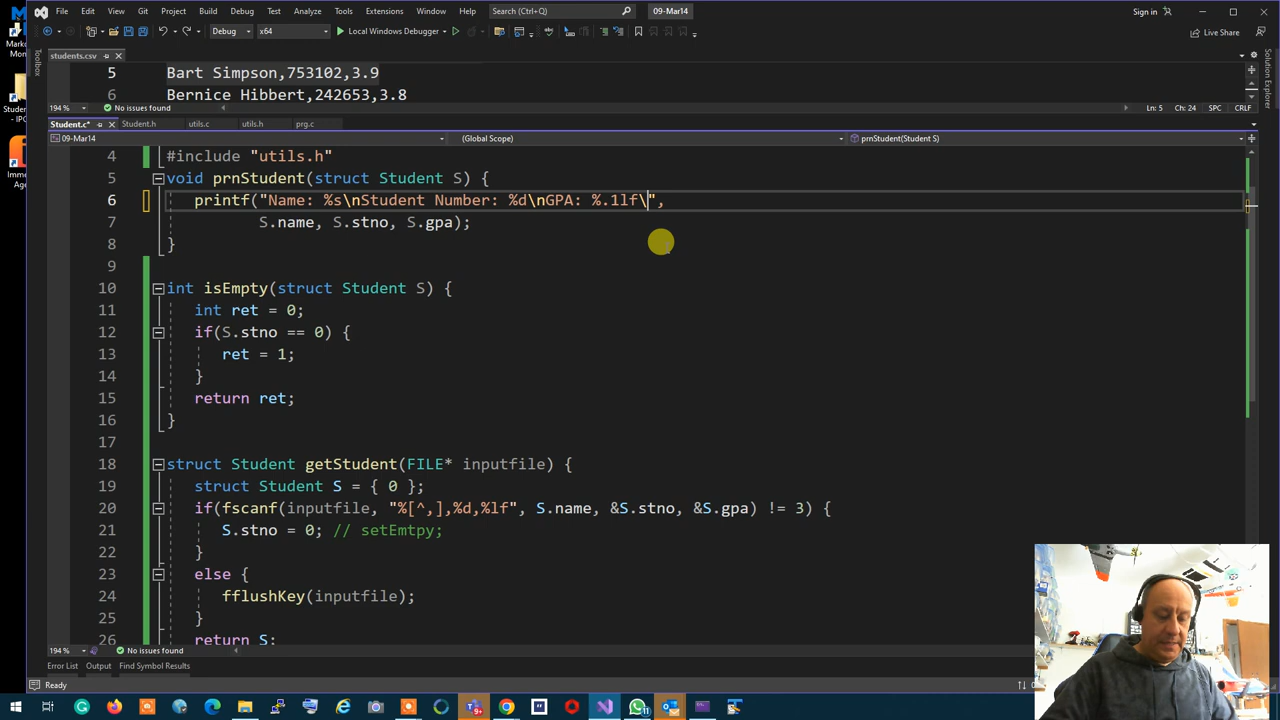 File Edit View Git Project Build Debug Test Analyze Tools Extensions Window Help Search (Ctrl+Q) 09-Mar14 Sign in
Debug x64 Local Windows Debugger Live Share
students.csv
5 Bart Simpson,753102,3.9
6 Bernice Hibbert,242653,3.8
194 % No issues found Ln: 5 Ch: 24 SPC CRLF
Student.c* Student.h utils.c utils.h prg.c
09-Mar14 (Global Scope) prnStudent(Student S)
4 #include "utils.h"
5 void prnStudent(struct Student S) {
6 printf("Name: %s\nStudent Number: %d\nGPA: %.1lf\",
7 S.name, S.stno, S.gpa);
8 }
9
10 int isEmpty(struct Student S) {
11 int ret = 0;
12 if(S.stno == 0) {
13 ret = 1;
14 }
15 return ret;
16 }
17
18 struct Student getStudent(FILE* inputfile) {
19 struct Student S = { 0 };
20 if(fscanf(inputfile, "%[^,],%d,%lf", S.name, &S.stno, &S.gpa) != 3) {
21 S.stno = 0; // setEmtpy;
22 }
23 else {
24 fflushKey(inputfile);
25 }
26 return S;
194 % No issues found
Error List Output Find Symbol Results
Ready
Toolbox
Solution Explorer